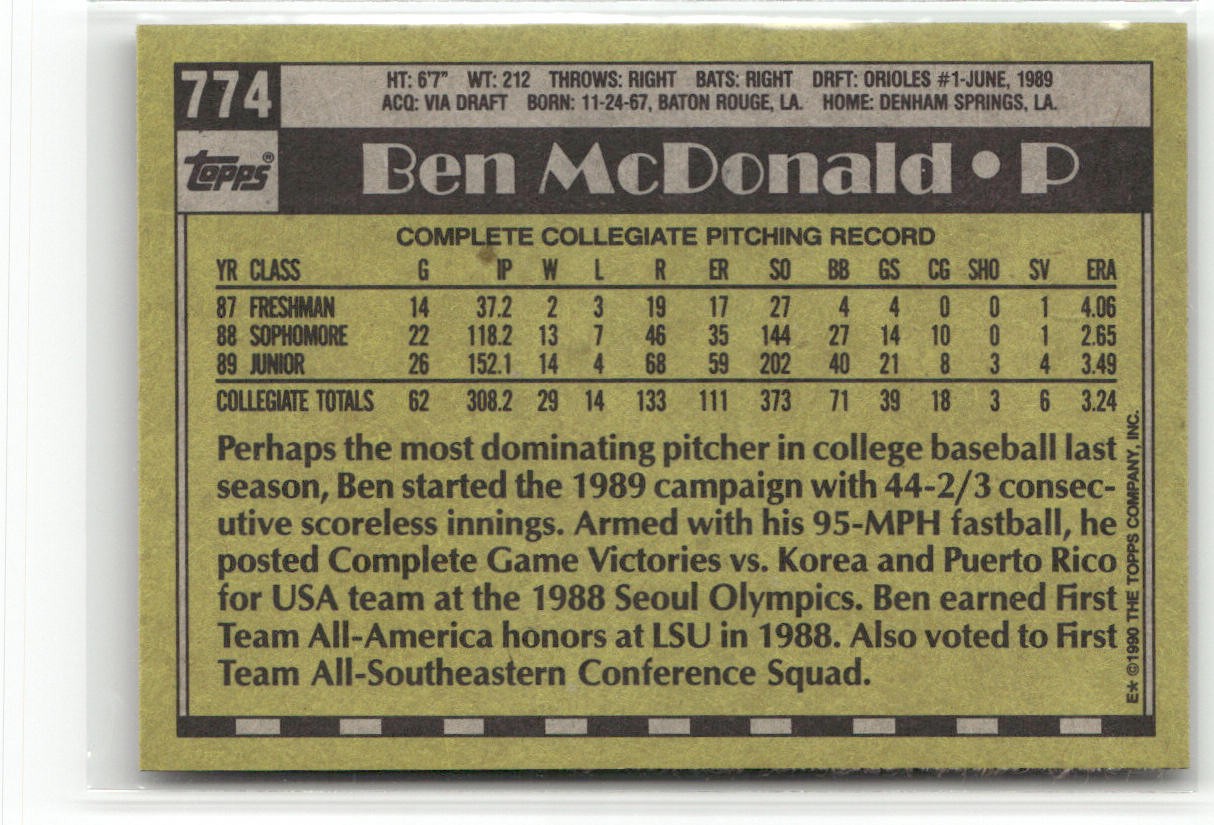 774
HT: 6'7" WT: 212 THROWS: RIGHT BATS: RIGHT DRFT: ORIOLES #1-JUNE, 1989
ACQ: VIA DRAFT BORN: 11-24-67, BATON ROUGE, LA. HOME: DENHAM SPRINGS, LA.
topps®
Ben McDonald • P
COMPLETE COLLEGIATE PITCHING RECORD
YR CLASS G IP W L R ER SO BB GS CG SHO SV ERA
87 FRESHMAN 14 37.2 2 3 19 17 27 4 4 0 0 1 4.06
88 SOPHOMORE 22 118.2 13 7 46 35 144 27 14 10 0 1 2.65
89 JUNIOR 26 152.1 14 4 68 59 202 40 21 8 3 4 3.49
COLLEGIATE TOTALS 62 308.2 29 14 133 111 373 71 39 18 3 6 3.24
Perhaps the most dominating pitcher in college baseball last
season, Ben started the 1989 campaign with 44-2/3 consec-
utive scoreless innings. Armed with his 95-MPH fastball, he
posted Complete Game Victories vs. Korea and Puerto Rico
for USA team at the 1988 Seoul Olympics. Ben earned First
Team All-America honors at LSU in 1988. Also voted to First
Team All-Southeastern Conference Squad.
E* ©1990 THE TOPPS COMPANY, INC.